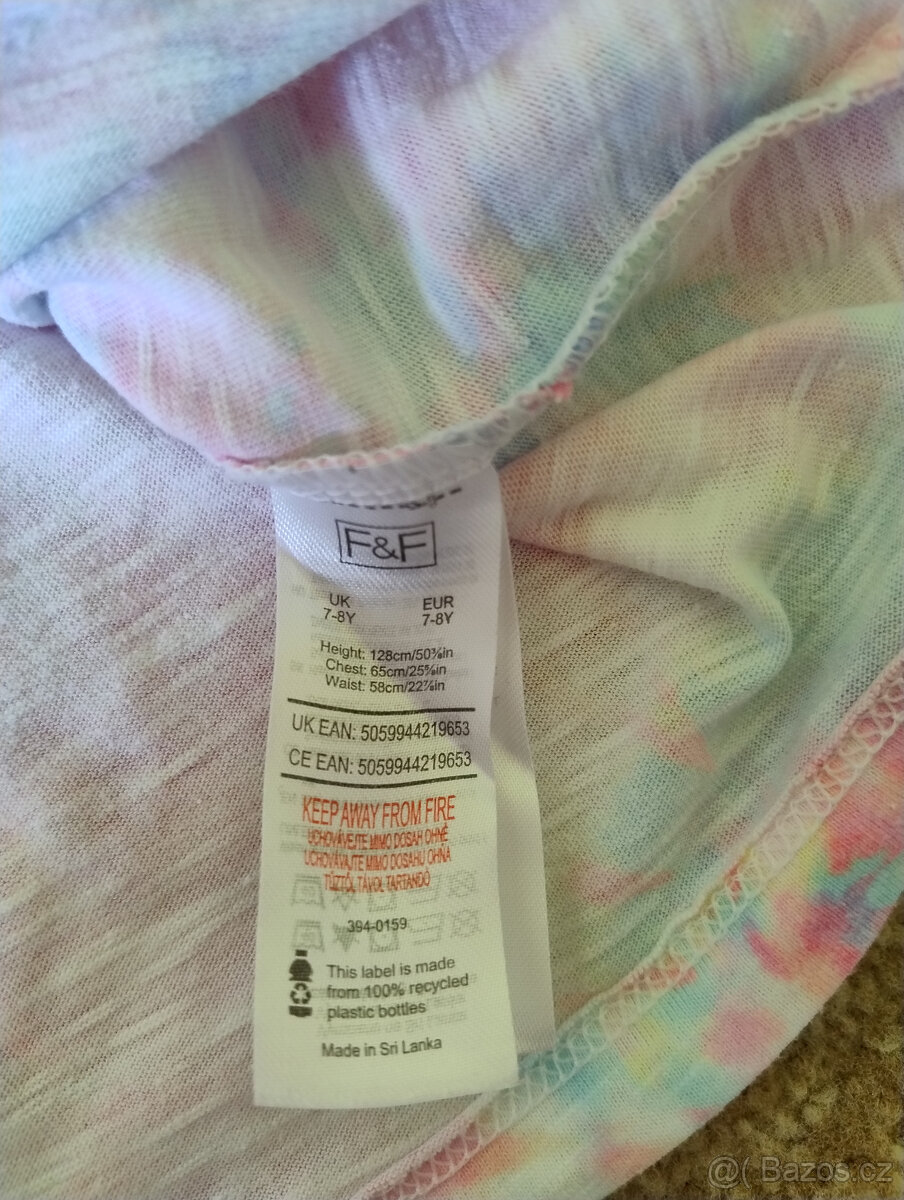 F&F
UK EUR
7-8Y 7-8Y
Height: 128cm/50⅜in
Chest: 65cm/25⅝in
Waist: 58cm/22⅞in
UK EAN: 5059944219653
CE EAN: 5059944219653
KEEP AWAY FROM FIRE
UCHOVÁVEJTE MIMO DOSAH OHNĚ
UCHOVÁVAJTE MIMO DOSAHU OHŇA
TŰZTŐL TÁVOL TARTANDÓ
394-0159
This label is made
from 100% recycled
plastic bottles
Made in Sri Lanka
@( Bazos.cz